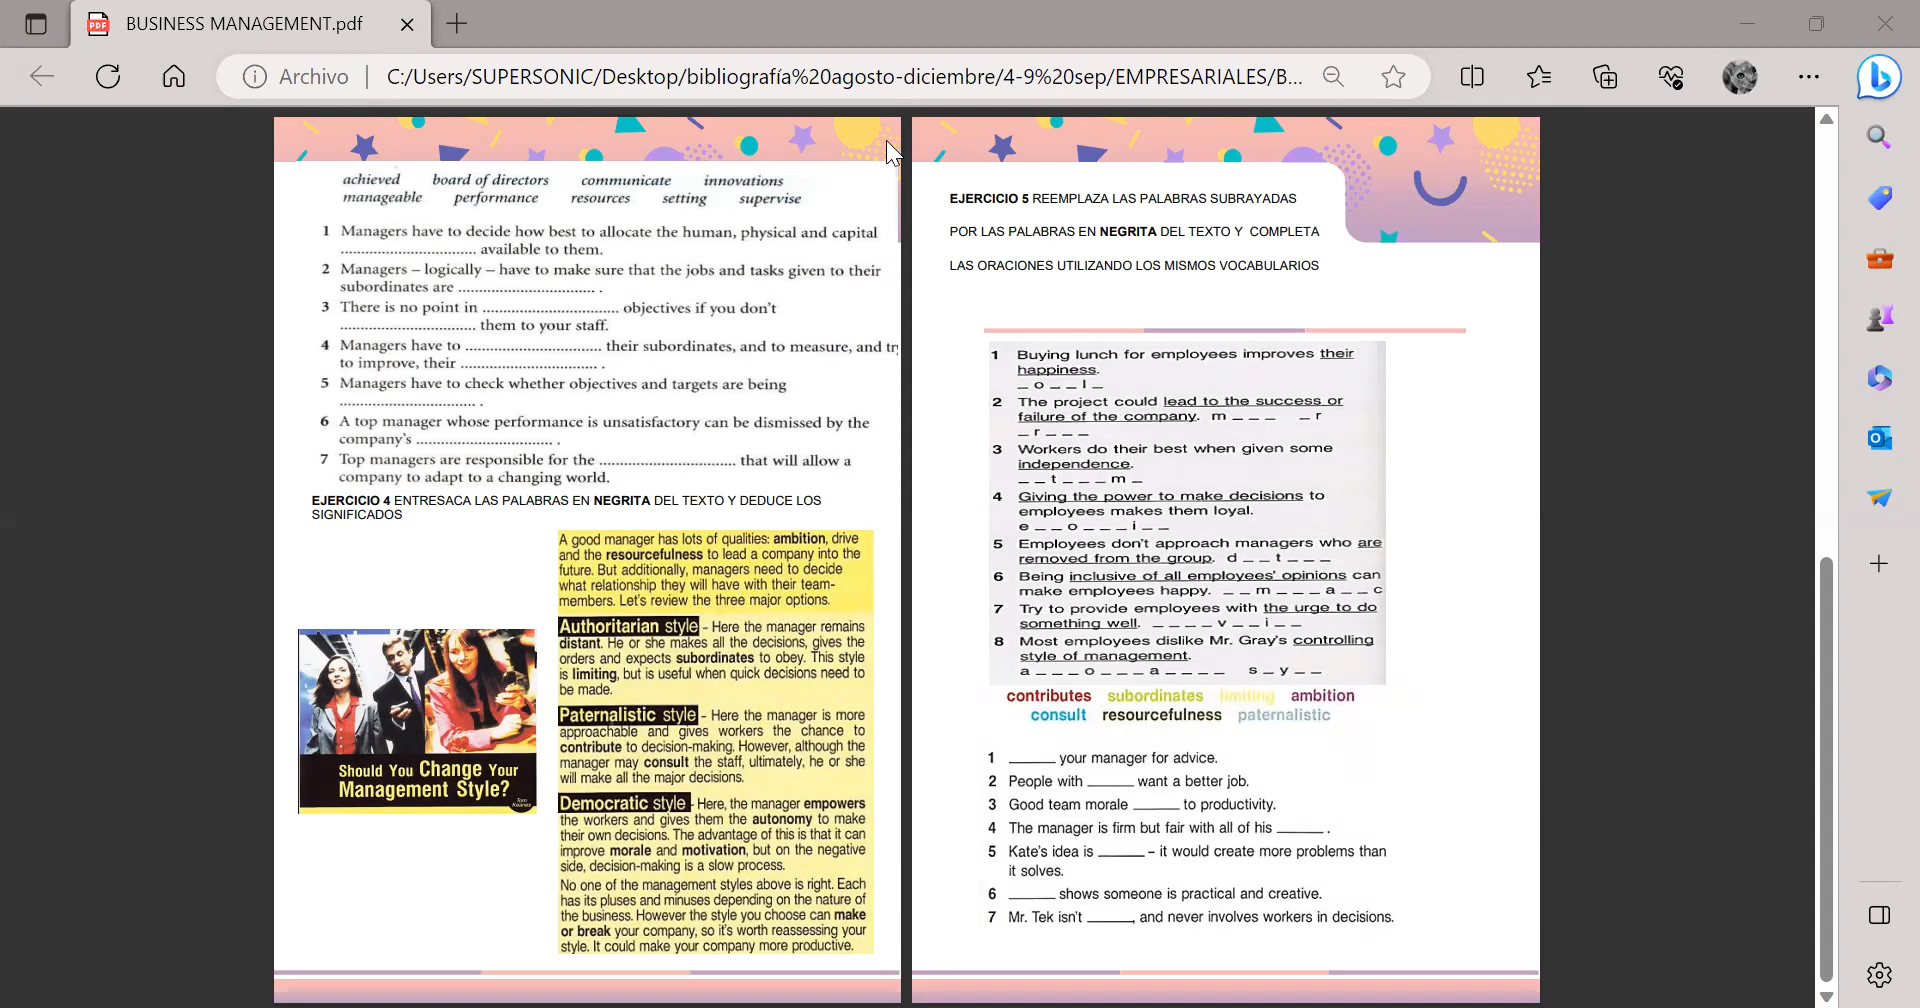 BUSINESS MANAGEMENT.pdf
Archivo
C:/Users/SUPERSONIC/Desktop/bibliografía%20agosto-diciembre/4-9%20sep/EMPRESARIALES/B...
achieved board of directors communicate innovations
manageable performance resources setting supervise
1 Managers have to decide how best to allocate the human, physical and capital
................................ available to them.
2 Managers – logically – have to make sure that the jobs and tasks given to their
subordinates are ................................ .
3 There is no point in ................................ objectives if you don't
................................ them to your staff.
4 Managers have to ................................ their subordinates, and to measure, and tr
to improve, their ................................ .
5 Managers have to check whether objectives and targets are being
................................ .
6 A top manager whose performance is unsatisfactory can be dismissed by the
company's ................................ .
7 Top managers are responsible for the ................................ that will allow a
company to adapt to a changing world.
EJERCICIO 4 ENTRESACA LAS PALABRAS EN NEGRITA DEL TEXTO Y DEDUCE LOS
SIGNIFICADOS
Should You Change Your
Management Style?
Tom
Keanes
A good manager has lots of qualities: ambition, drive
and the resourcefulness to lead a company into the
future. But additionally, managers need to decide
what relationship they will have with their team-
members. Let's review the three major options.
Authoritarian style - Here the manager remains
distant. He or she makes all the decisions, gives the
orders and expects subordinates to obey. This style
is limiting, but is useful when quick decisions need to
be made.
Paternalistic style - Here the manager is more
approachable and gives workers the chance to
contribute to decision-making. However, although the
manager may consult the staff, ultimately, he or she
will make all the major decisions.
Democratic style - Here, the manager empowers
the workers and gives them the autonomy to make
their own decisions. The advantage of this is that it can
improve morale and motivation, but on the negative
side, decision-making is a slow process.
No one of the management styles above is right. Each
has its pluses and minuses depending on the nature of
the business. However the style you choose can make
or break your company, so it's worth reassessing your
style. It could make your company more productive.
EJERCICIO 5 REEMPLAZA LAS PALABRAS SUBRAYADAS
POR LAS PALABRAS EN NEGRITA DEL TEXTO Y COMPLETA
LAS ORACIONES UTILIZANDO LOS MISMOS VOCABULARIOS
1 Buying lunch for employees improves their
happiness.
_ o _ _ l _
2 The project could lead to the success or
failure of the company. m _ _ _ _ r
_ r _ _ _
3 Workers do their best when given some
independence.
_ _ t _ _ _ m _
4 Giving the power to make decisions to
employees makes them loyal.
e _ _ o _ _ _ i _ _
5 Employees don't approach managers who are
removed from the group. d _ _ t _ _ _
6 Being inclusive of all employees' opinions can
make employees happy. _ _ m _ _ _ a _ _ c
7 Try to provide employees with the urge to do
something well. _ _ _ _ v _ _ i _ _
8 Most employees dislike Mr. Gray's controlling
style of management.
a _ _ _ o _ _ _ a _ _ _ _ s _ y _ _
contributes subordinates limiting ambition
consult resourcefulness paternalistic
1 _____ your manager for advice.
2 People with _____ want a better job.
3 Good team morale _____ to productivity.
4 The manager is firm but fair with all of his _____ .
5 Kate's idea is _____ – it would create more problems than
it solves.
6 _____ shows someone is practical and creative.
7 Mr. Tek isn't _____, and never involves workers in decisions.